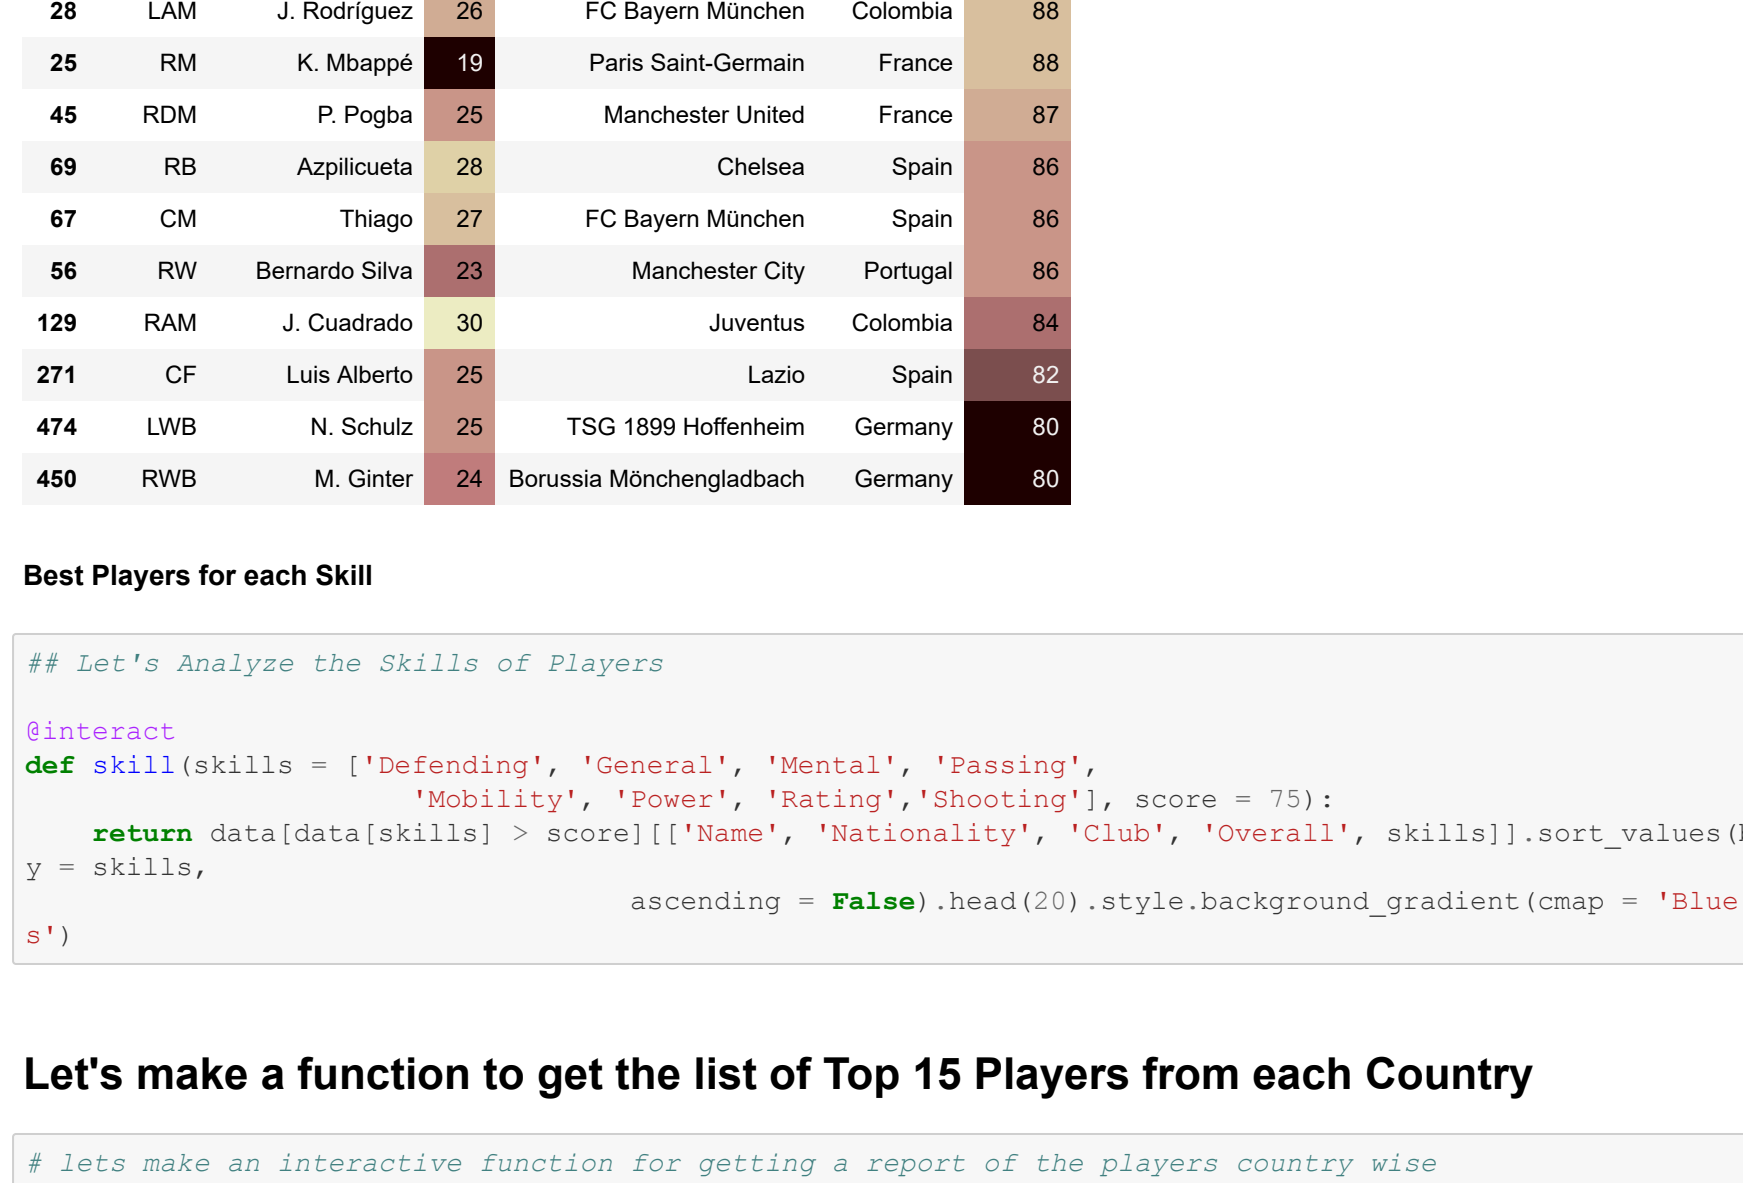 28 LAM J. Rodríguez 26 FC Bayern München Colombia 88
25 RM K. Mbappé 19 Paris Saint-Germain France 88
45 RDM P. Pogba 25 Manchester United France 87
69 RB Azpilicueta 28 Chelsea Spain 86
67 CM Thiago 27 FC Bayern München Spain 86
56 RW Bernardo Silva 23 Manchester City Portugal 86
129 RAM J. Cuadrado 30 Juventus Colombia 84
271 CF Luis Alberto 25 Lazio Spain 82
474 LWB N. Schulz 25 TSG 1899 Hoffenheim Germany 80
450 RWB M. Ginter 24 Borussia Mönchengladbach Germany 80
Best Players for each Skill
## Let's Analyze the Skills of Players
@interact
def skill(skills = ['Defending', 'General', 'Mental', 'Passing',
'Mobility', 'Power', 'Rating','Shooting'], score = 75):
return data[data[skills] > score][['Name', 'Nationality', 'Club', 'Overall', skills]].sort_values(b
y = skills,
ascending = False).head(20).style.background_gradient(cmap = 'Blue
s')
Let's make a function to get the list of Top 15 Players from each Country
# lets make an interactive function for getting a report of the players country wise